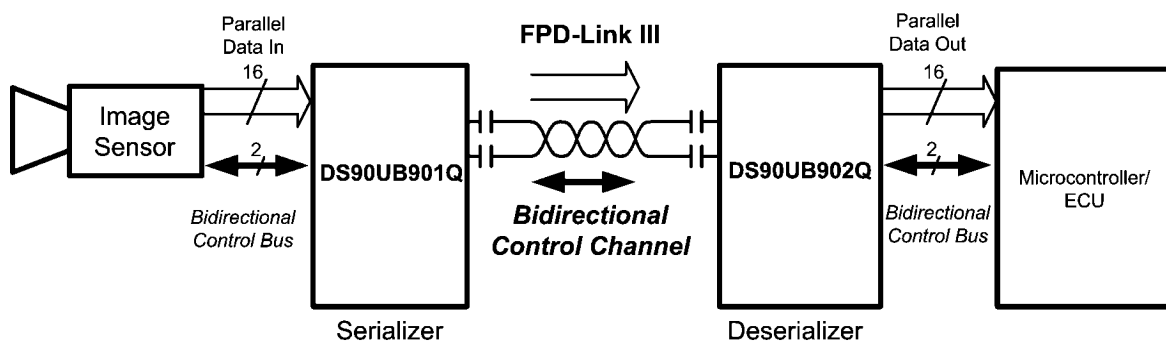 Parallel
Data In
16
Image
Sensor
2
Bidirectional
Control Bus
DS90UB901Q
Serializer
FPD-Link III
Bidirectional
Control Channel
DS90UB902Q
Deserializer
Parallel
Data Out
16
2
Bidirectional
Control Bus
Microcontroller/
ECU